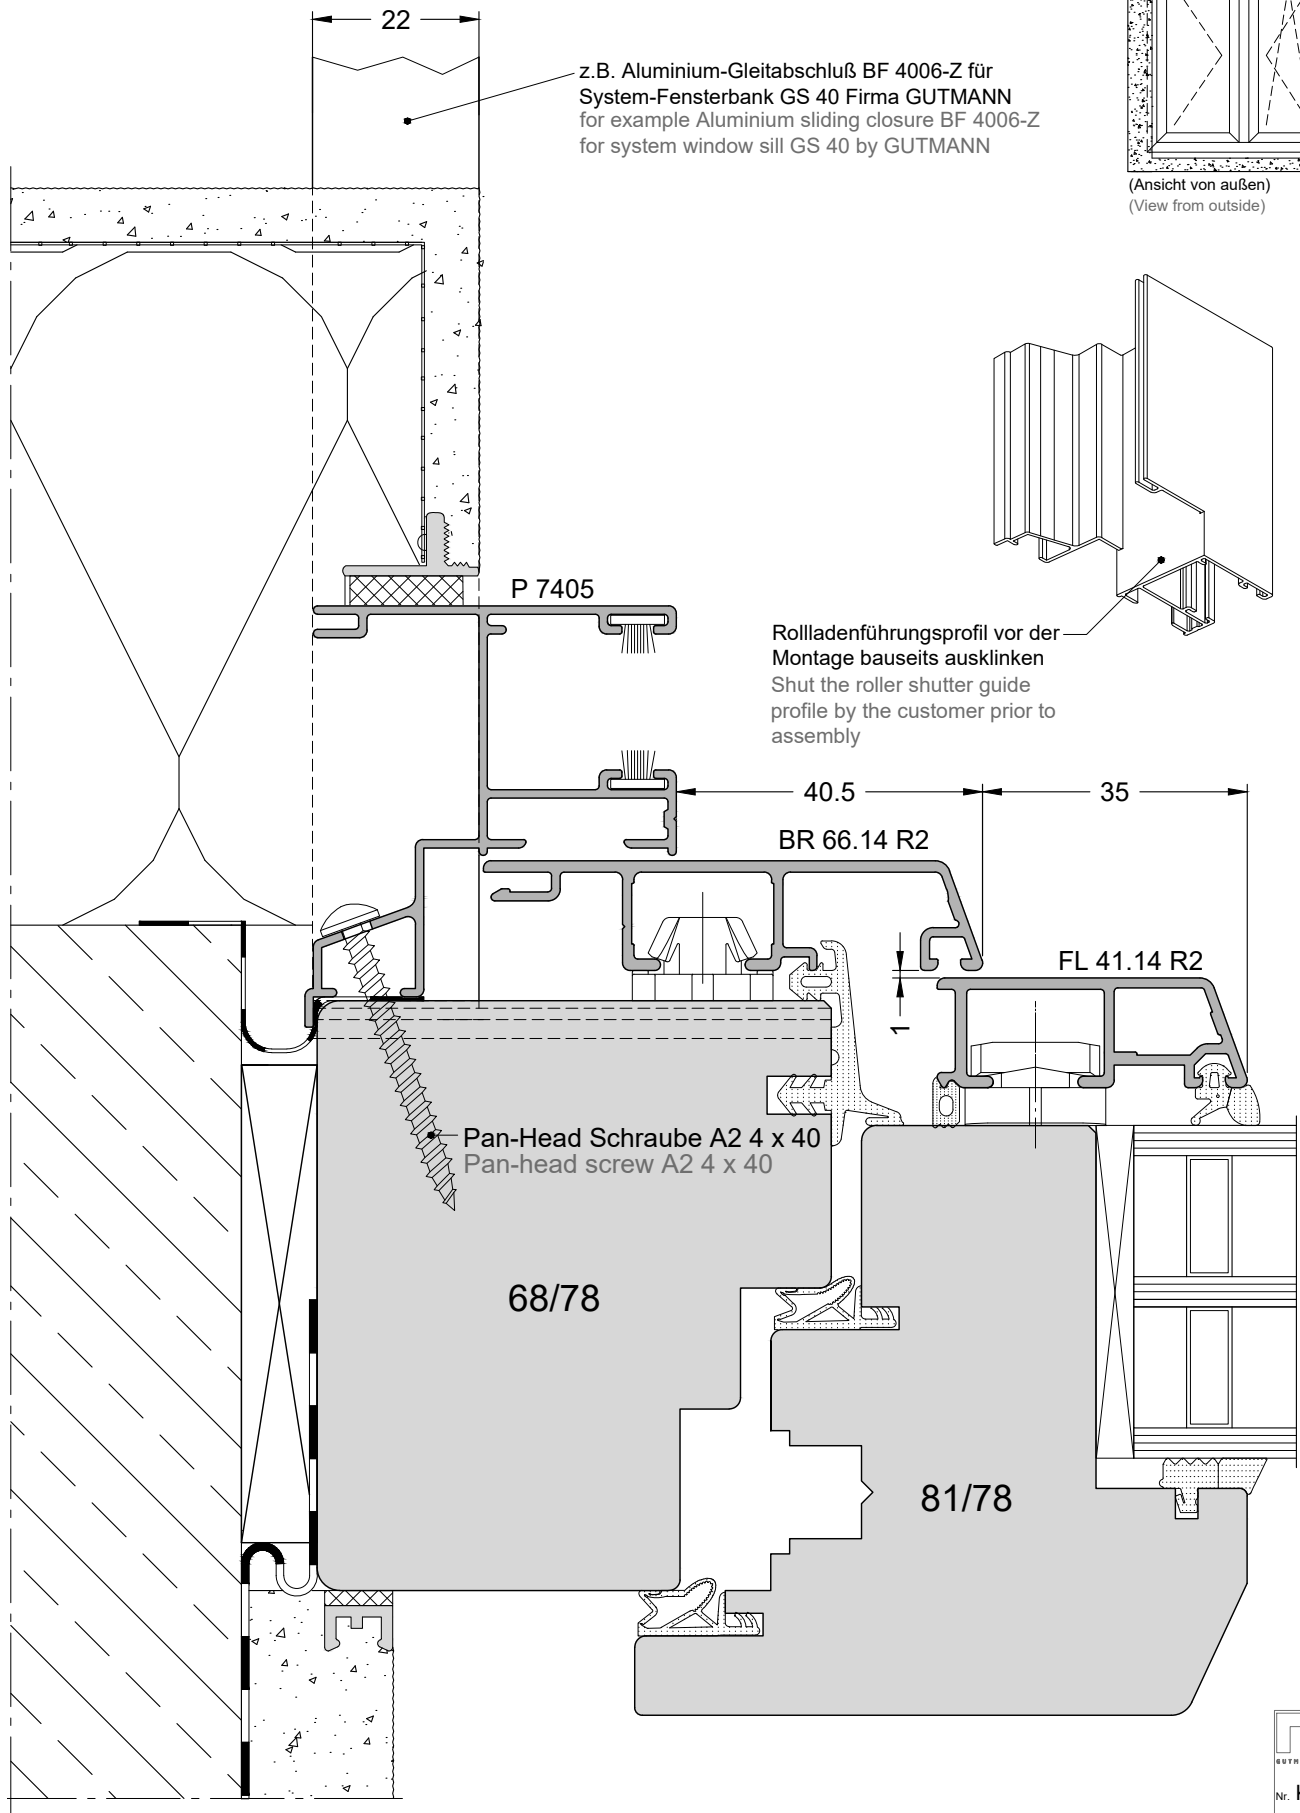 22
z.B. Aluminium-Gleitabschluß BF 4006-Z für
System-Fensterbank GS 40 Firma GUTMANN
for example Aluminium sliding closure BF 4006-Z
for system window sill GS 40 by GUTMANN
(Ansicht von außen)
(View from outside)
P 7405
Rollladenführungsprofil vor der
Montage bauseits ausklinken
Shut the roller shutter guide
profile by the customer prior to
assembly
40.5
35
BR 66.14 R2
FL 41.14 R2
1
Pan-Head Schraube A2 4 x 40
Pan-head screw A2 4 x 40
68/78
81/78
Nr.